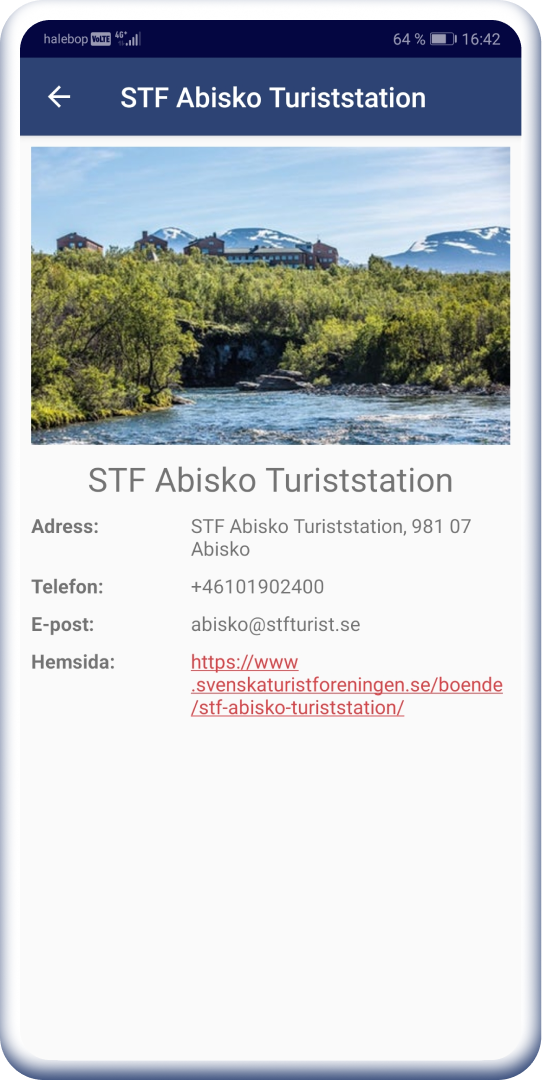 halebop VoLTE 4G+ 64 % 16:42
STF Abisko Turiststation
STF Abisko Turiststation
Adress: STF Abisko Turiststation, 981 07
Abisko
Telefon: +46101902400
E-post: abisko@stfturist.se
Hemsida: https://www
.svenskaturistforeningen.se/boende
/stf-abisko-turiststation/